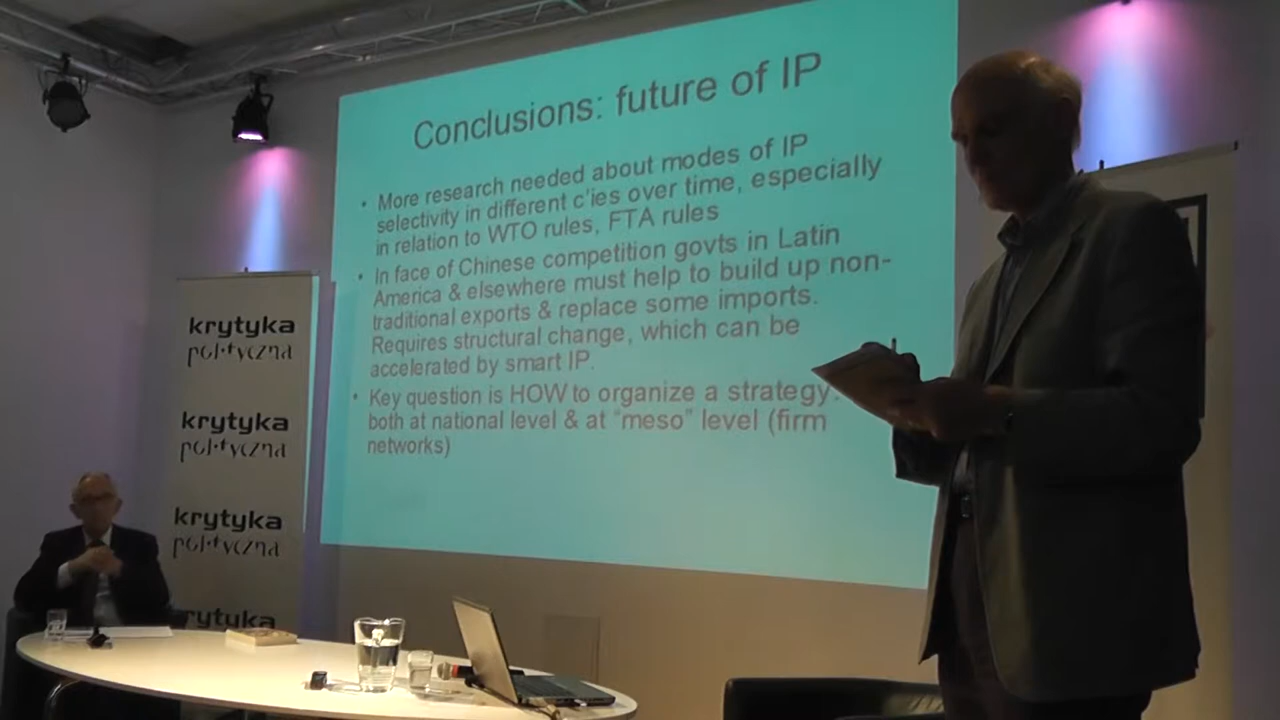 Conclusions: future of IP
• More research needed about modes of IP
selectivity in different c'ies over time, especially
in relation to WTO rules, FTA rules
• In face of Chinese competition govts in Latin
America & elsewhere must help to build up non-
traditional exports & replace some imports.
Requires structural change, which can be
accelerated by smart IP.
• Key question is HOW to organize a strategy
both at national level & at "meso" level (firm
networks)
krytyka
polityczna
krytyka
polityczna
krytyka
polityczna
rytyka